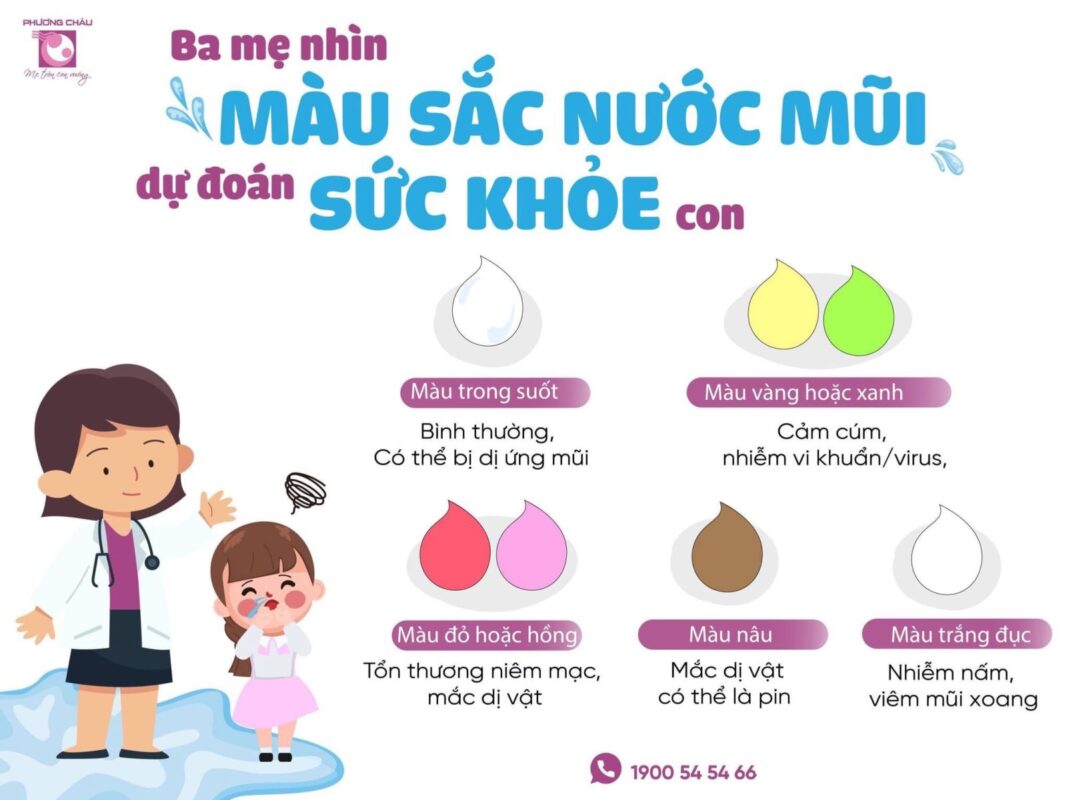 PHƯƠNG CHÂU
Mẹ tròn con vuông
Ba mẹ nhìn
MÀU SẮC NƯỚC MŨI
dự đoán SỨC KHỎE con
Màu trong suốt
Bình thường,
Có thể bị dị ứng mũi
Màu vàng hoặc xanh
Cảm cúm,
nhiễm vi khuẩn/virus,
Màu đỏ hoặc hồng
Tổn thương niêm mạc,
mắc dị vật
Màu nâu
Mắc dị vật
có thể là pin
Màu trắng đục
Nhiễm nấm,
viêm mũi xoang
1900 54 54 66